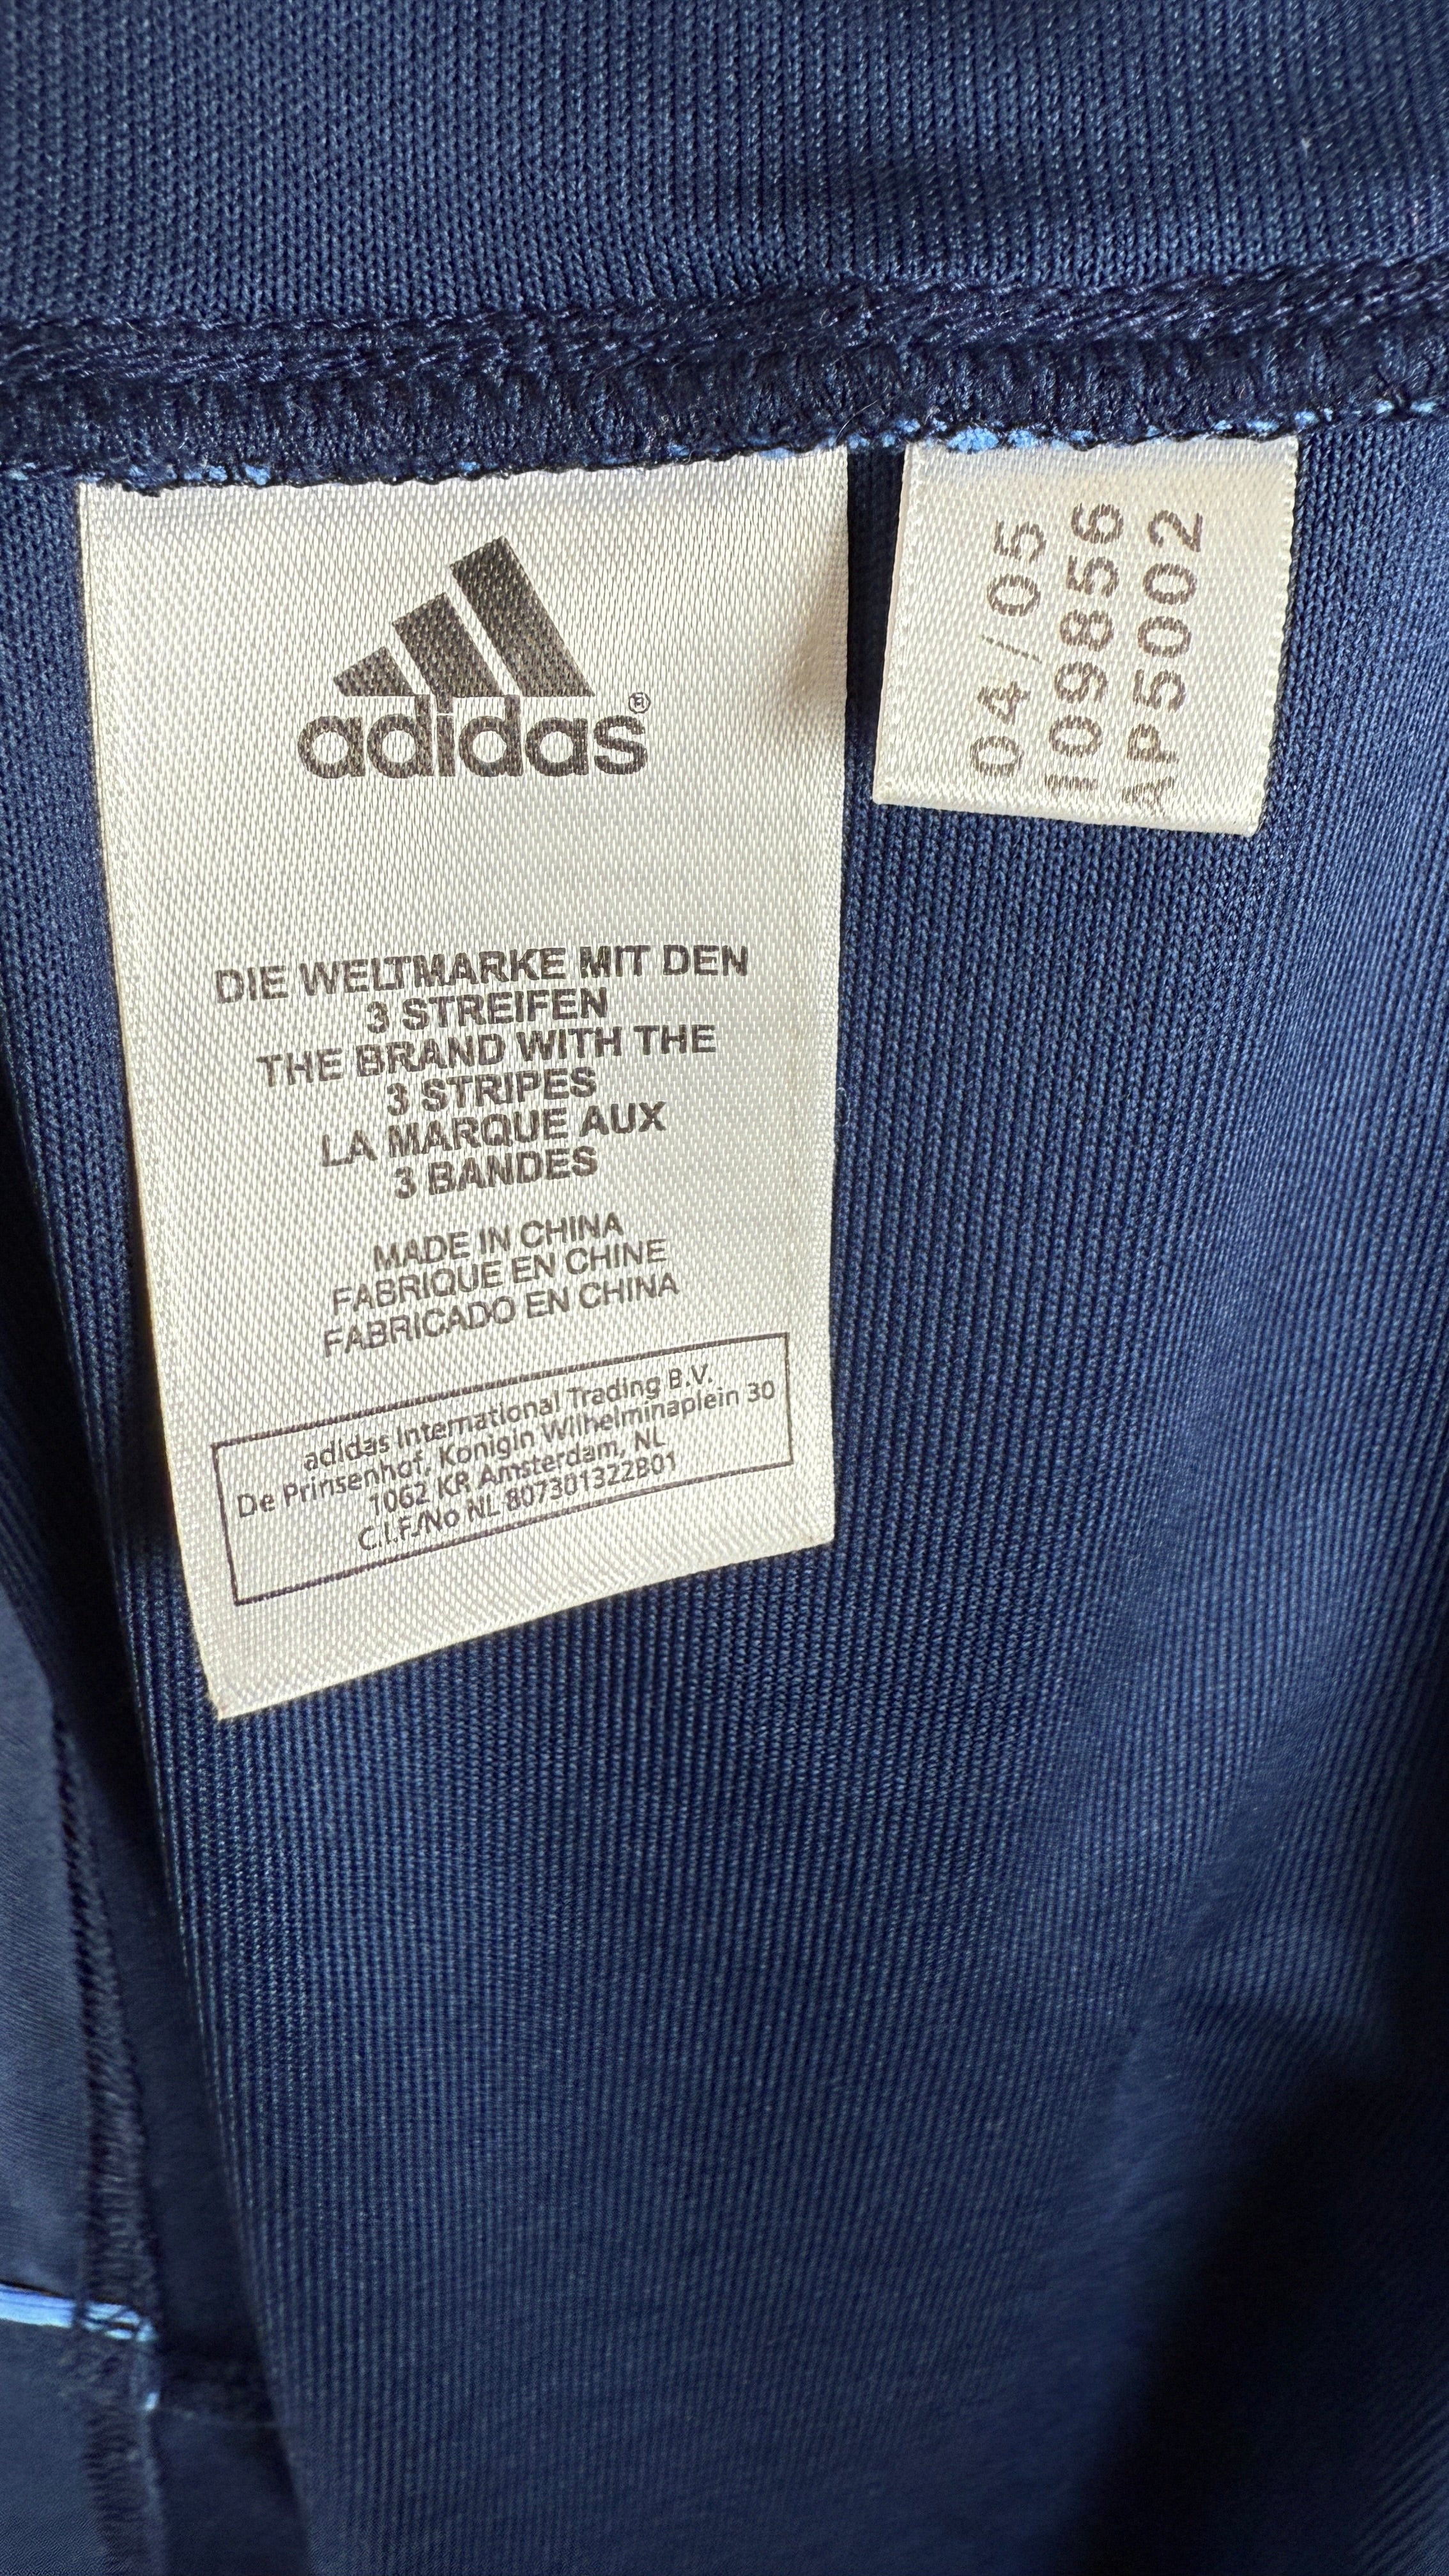 adidas®
DIE WELTMARKE MIT DEN
3 STREIFEN
THE BRAND WITH THE
3 STRIPES
LA MARQUE AUX
3 BANDES
MADE IN CHINA
FABRIQUE EN CHINE
FABRICADO EN CHINA
adidas International Trading B.V.
De Prinsenhof, Konigin Wilhelminaplein 30
1062 KR Amsterdam, NL
C.I.F./No NL 807301322B01
04/05
109856
AP5002